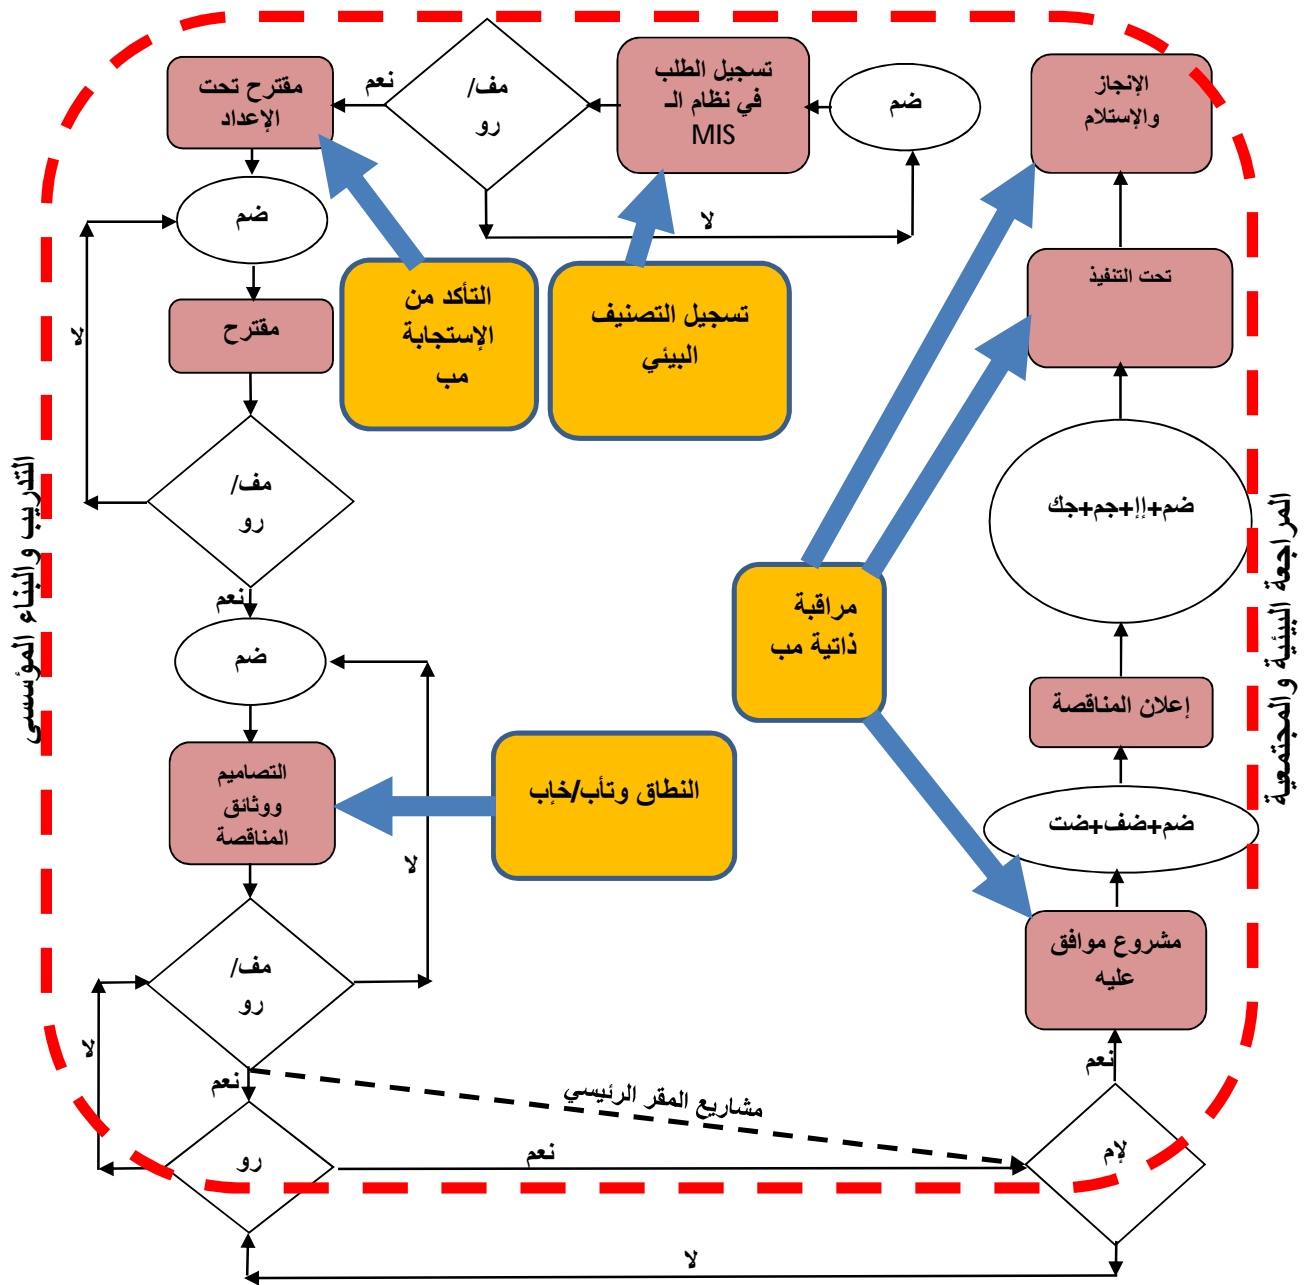 ضم
تسجيل الطلب
في نظام الـ
MIS
مف/
رو
نعم
لا
مقترح تحت
الإعداد
ضم
مقترح
مف/
رو
لا
نعم
ضم
التصاميم
ووثائق
المناقصة
مف/
رو
لا
نعم
لا
رو
نعم
مشاريع المقر الرئيسي
لا
لإم
نعم
مشروع موافق
عليه
ضم+ضف+ضت
إعلان المناقصة
ضم+إإ+جم+جك
تحت التنفيذ
الإنجاز
والإستلام
تسجيل التصنيف
البيئي
التأكد من
الإستجابة
مب
النطاق وتأب/خإب
مراقبة
ذاتية مب
المراجعة البيئية والمجتمعية
التدريب والبناء المؤسسى